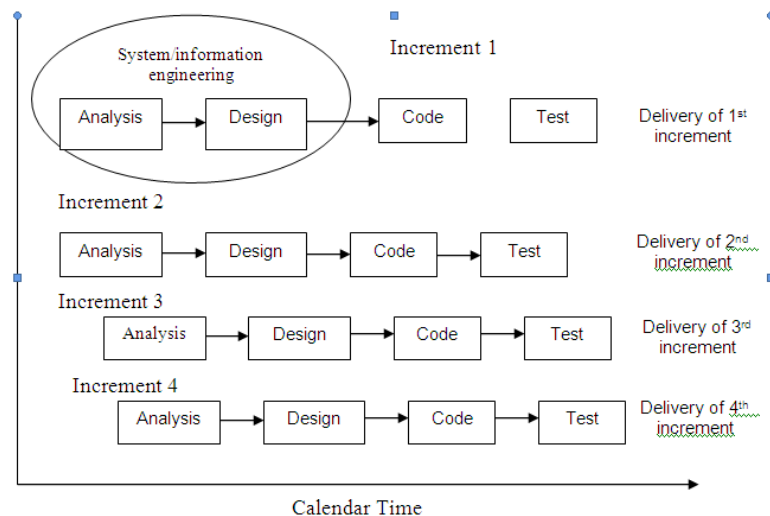 Increment 1
System/information
engineering
Analysis
Design
Code
Test
Delivery of 1st
increment
Increment 2
Analysis
Design
Code
Test
Delivery of 2nd
increment
Increment 3
Analysis
Design
Code
Test
Delivery of 3rd
increment
Increment 4
Analysis
Design
Code
Test
Delivery of 4th
increment
Calendar Time